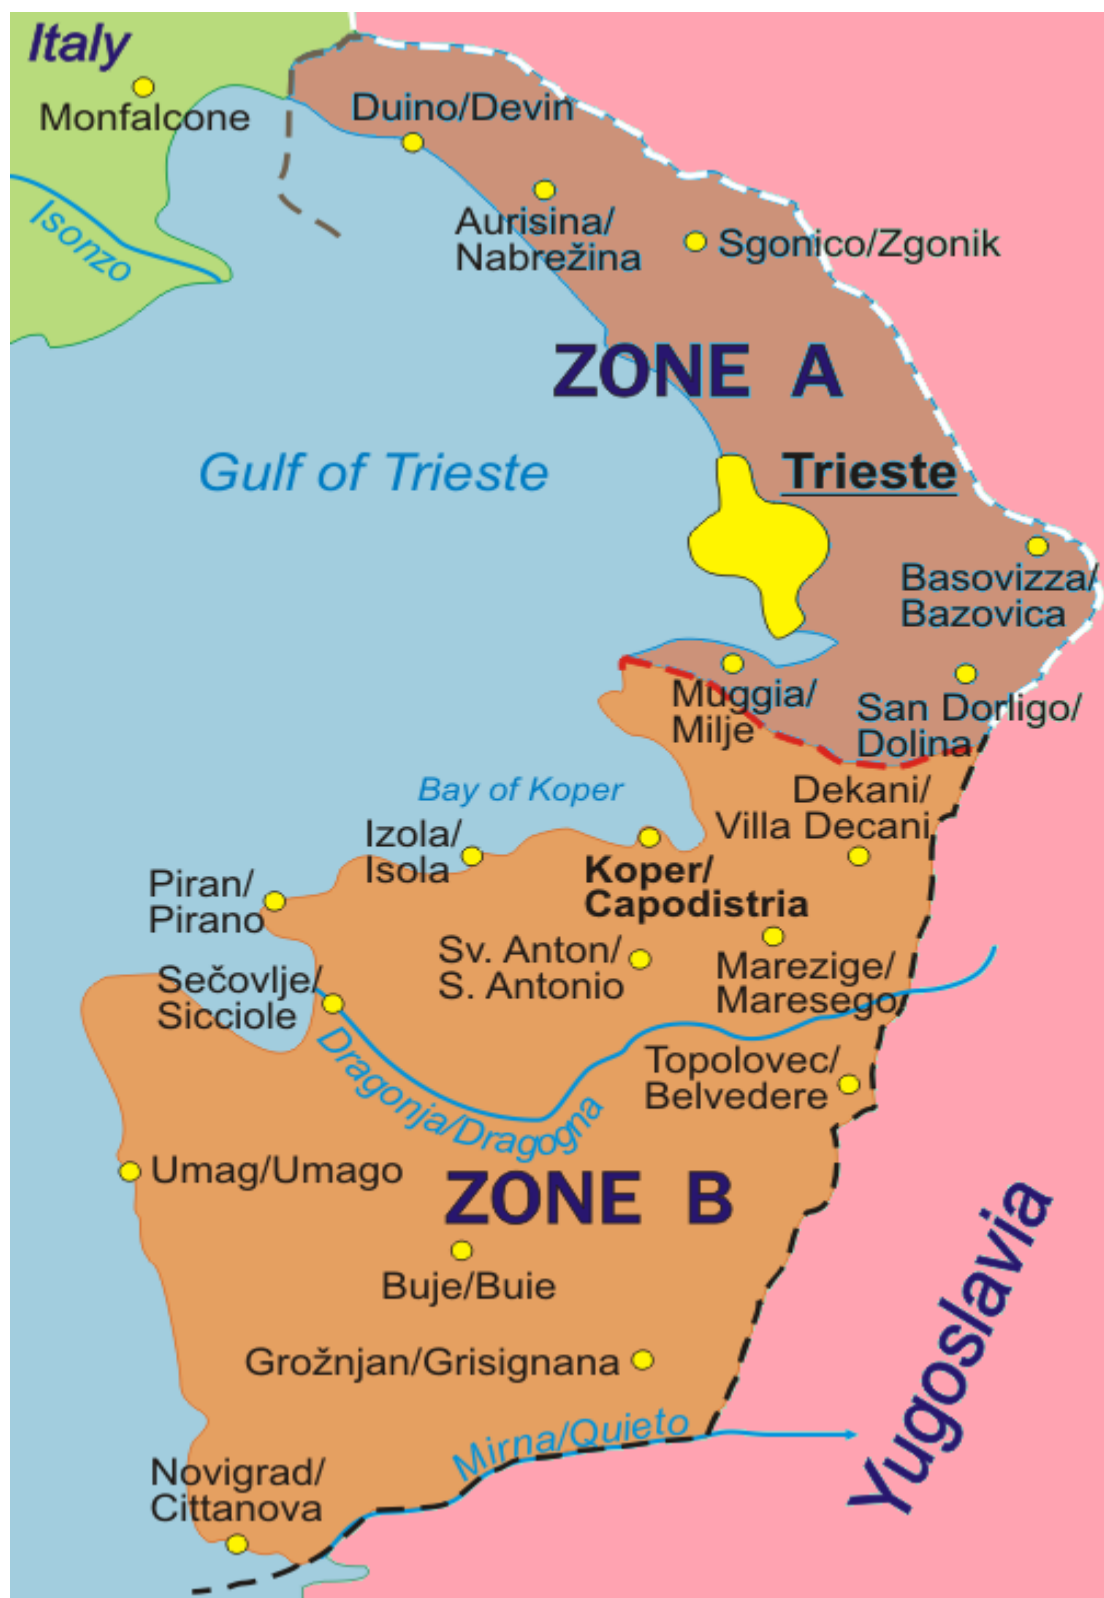 Italy
Monfalcone
Duino/Devin
Isonzo
Aurisina/
Nabrežina
Sgonico/Zgonik
ZONE A
Gulf of Trieste
Trieste
Basovizza/
Bazovica
Muggia/
Milje
San Dorligo/
Dolina
Bay of Koper
Dekani/
Villa Decani
Izola/
Isola
Koper/
Capodistria
Piran/
Pirano
Sv. Anton/
S. Antonio
Marezige/
Maresego
Sečovlje/
Sicciole
Dragonja/Dragogna
Topolovec/
Belvedere
Umag/Umago
ZONE B
Buje/Buie
Yugoslavia
Grožnjan/Grisignana
Mirna/Quieto
Novigrad/
Cittanova